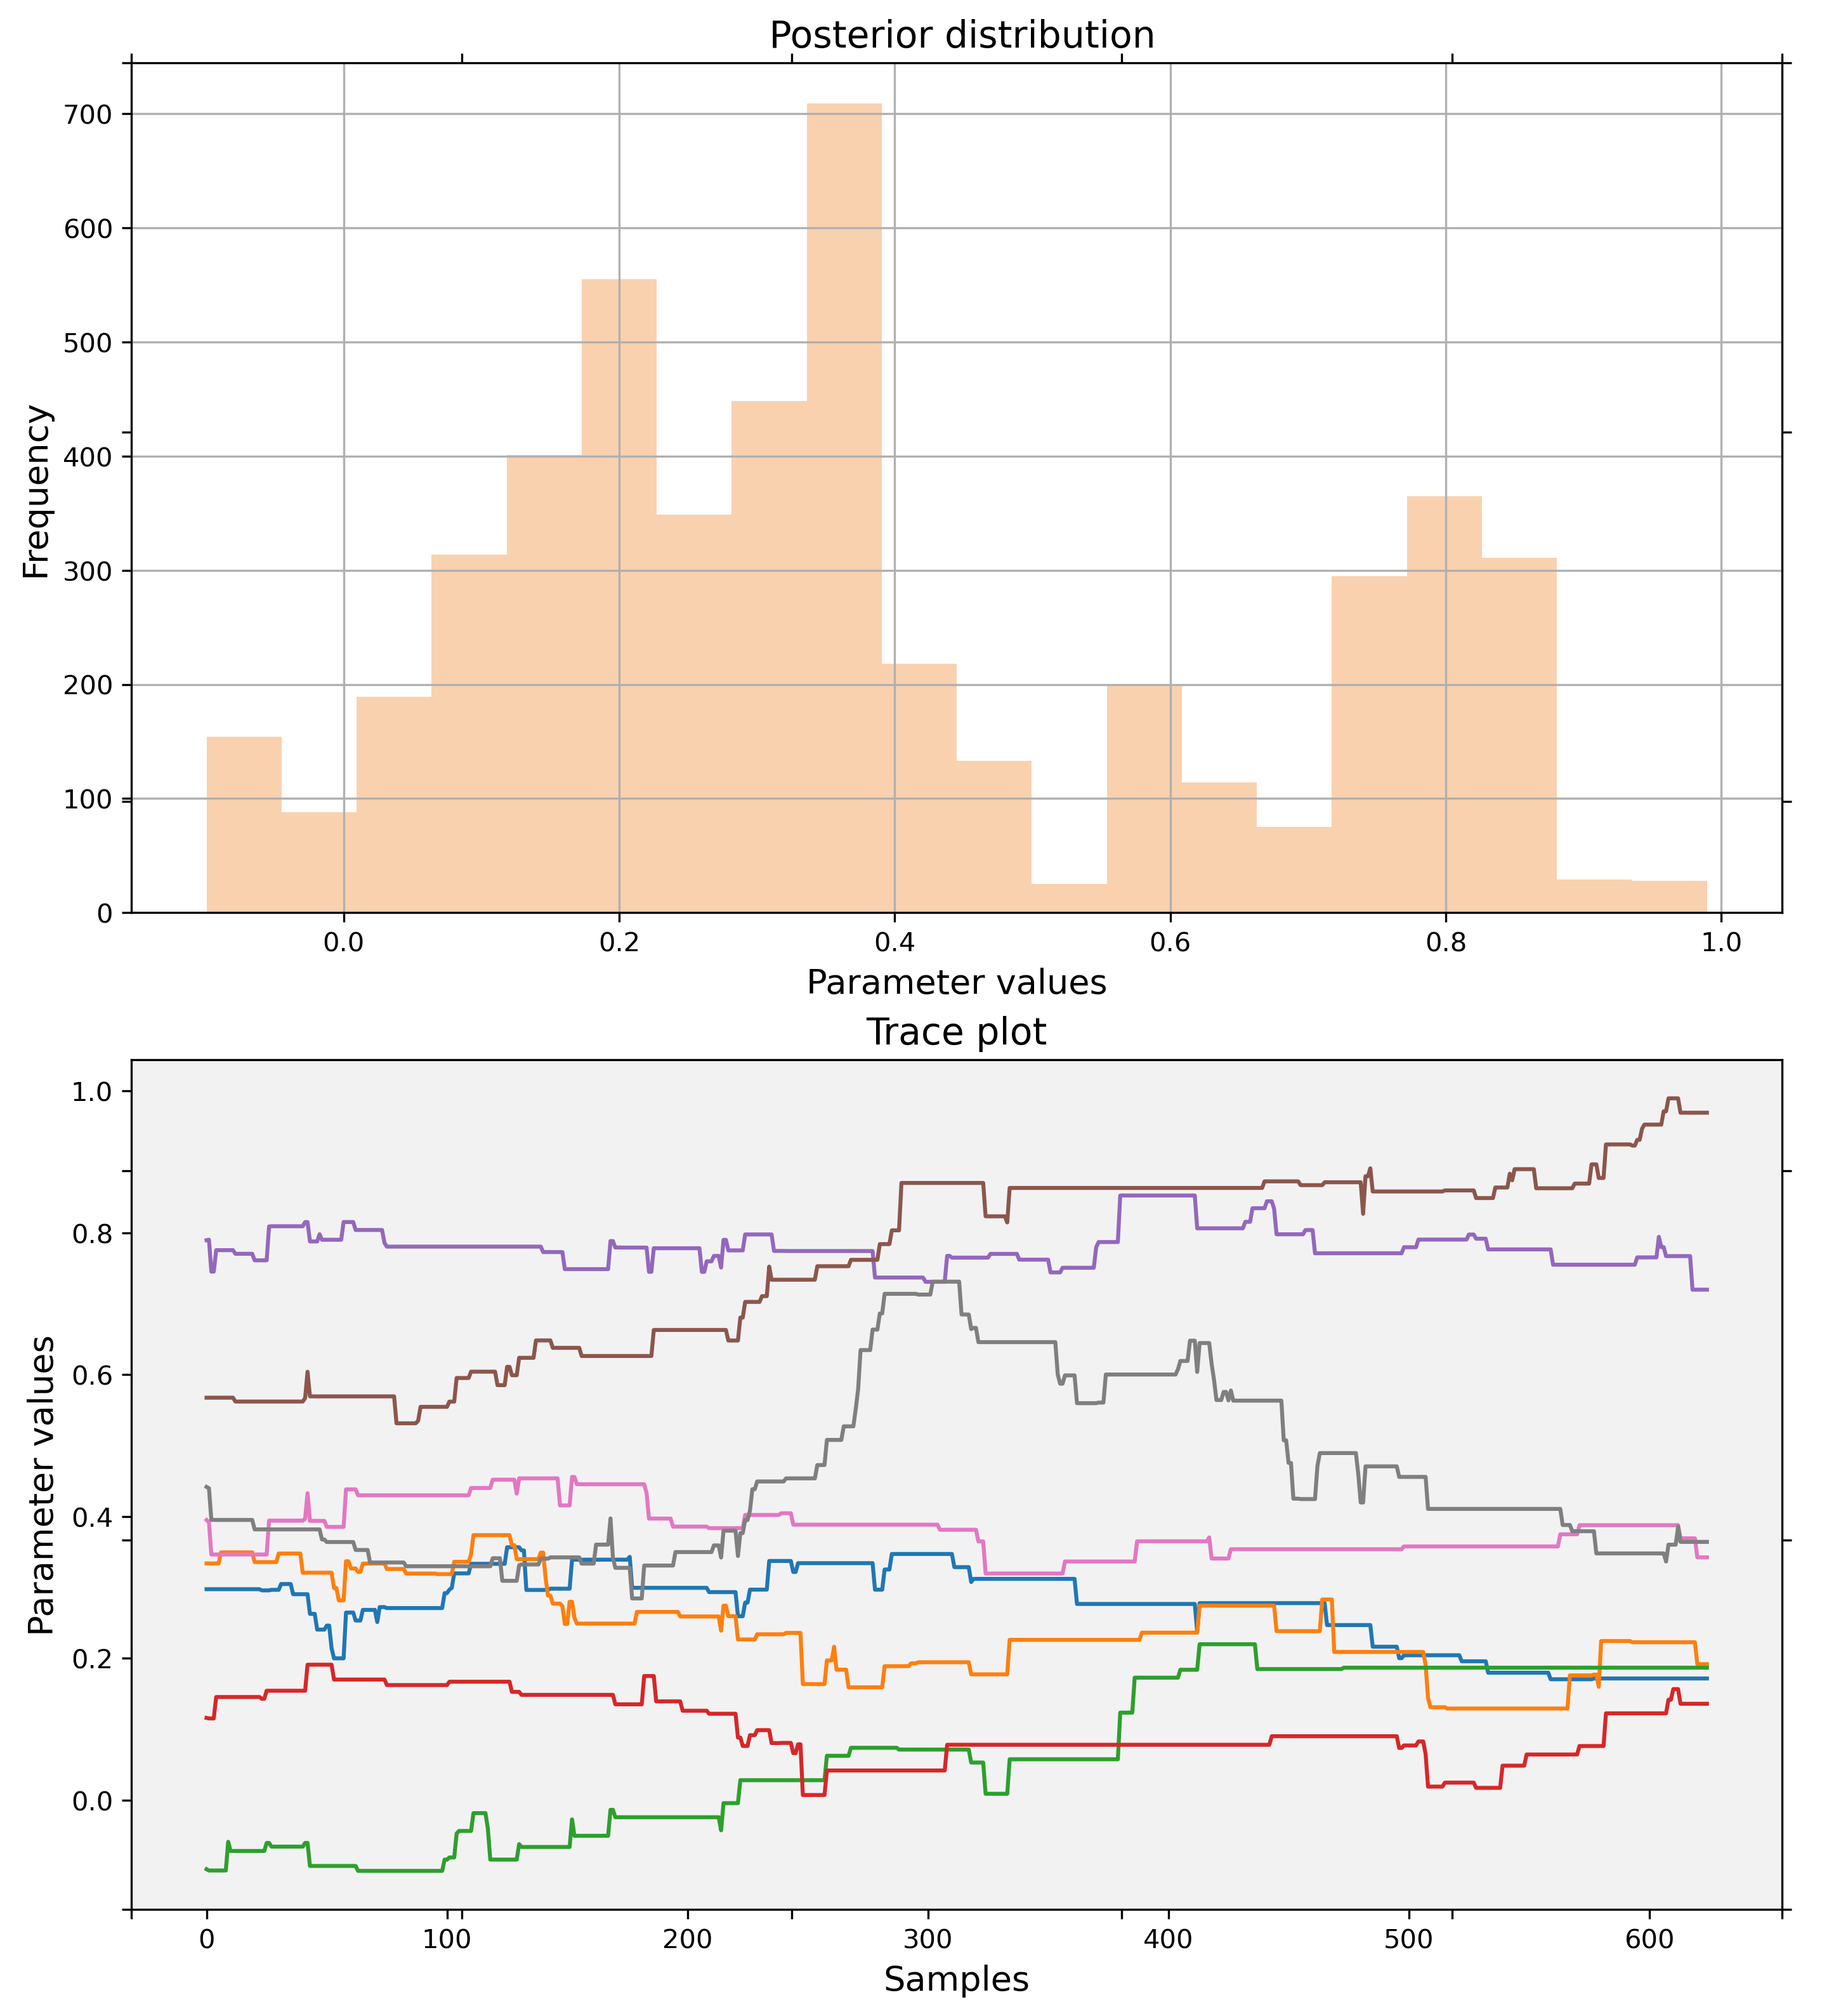 Posterior distribution
700
600
500
400
300
200
100
0
Frequency
0.0 0.2 0.4 0.6 0.8 1.0
Parameter values
Trace plot
1.0
0.8
0.6
0.4
0.2
0.0
Parameter values
0 100 200 300 400 500 600
Samples